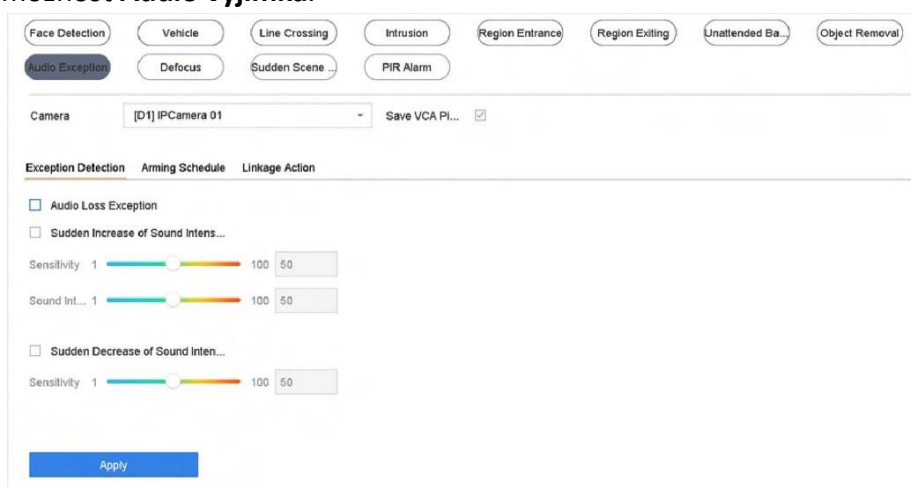 možnost Audio výjimka.
Face Detection Vehicle Line Crossing Intrusion Region Entrance Region Exiting Unattended Ba... Object Removal
Audio Exception Defocus Sudden Scene ... PIR Alarm
Camera [D1] IPCamera 01 Save VCA Pi...
Exception Detection Arming Schedule Linkage Action
Audio Loss Exception
Sudden Increase of Sound Intens...
Sensitivity 1 100 50
Sound Int... 1 100 50
Sudden Decrease of Sound Inten...
Sensitivity 1 100 50
Apply